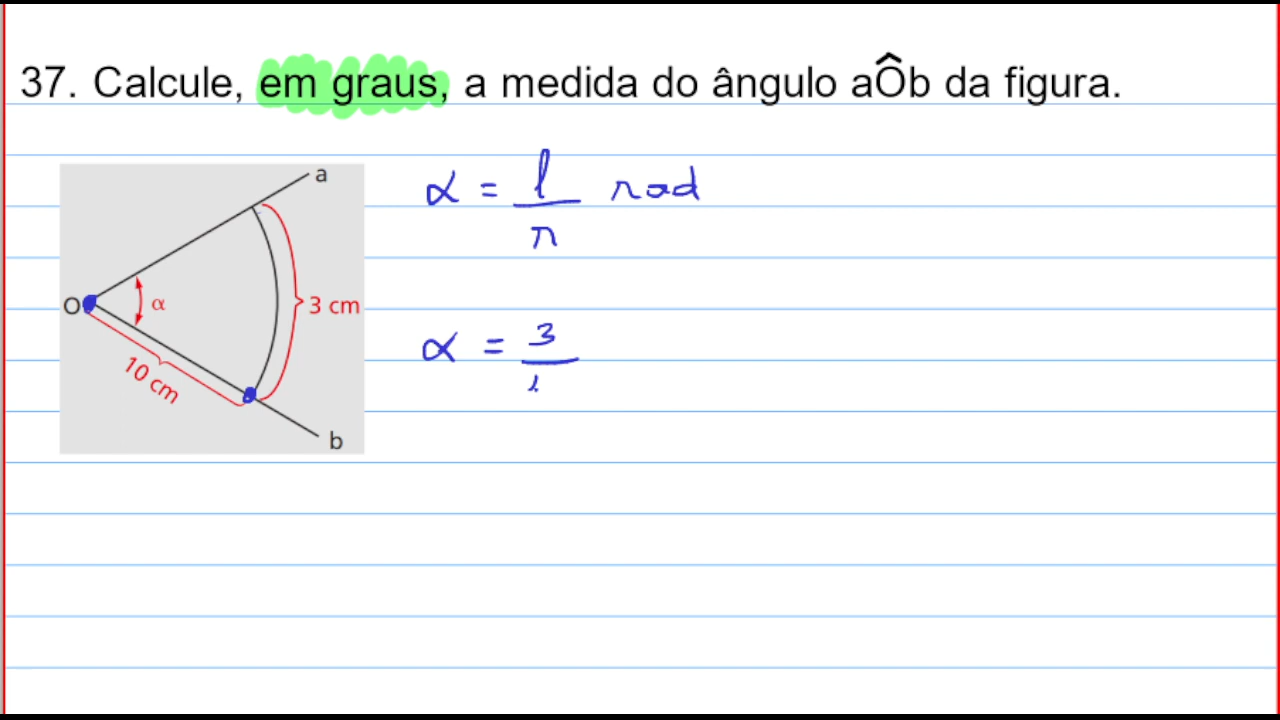 37. Calcule, em graus, a medida do ângulo aÔb da figura.
a
α = l/r rad
O
α
3 cm
10 cm
b
α = 3/